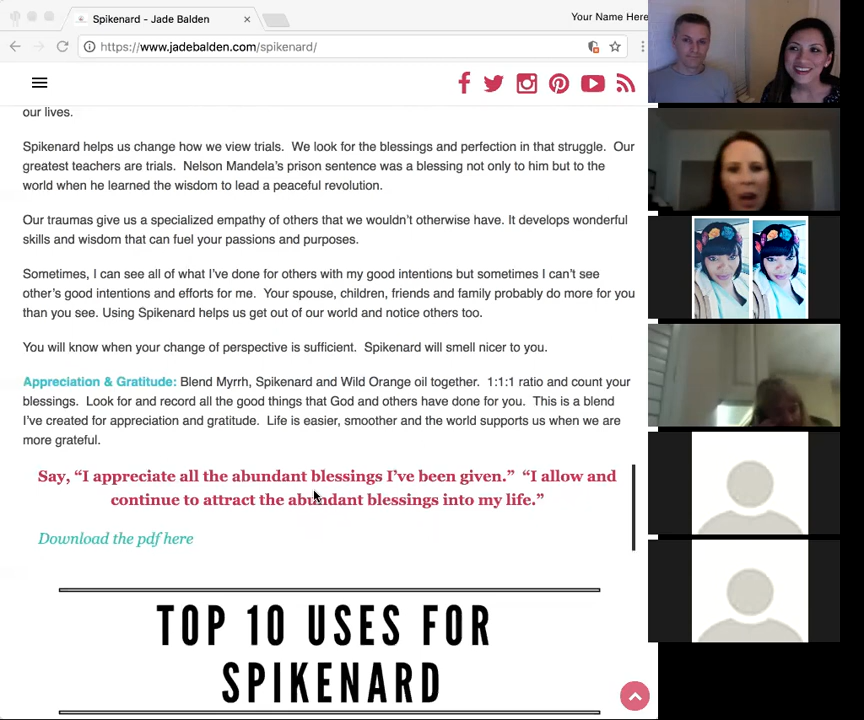 Spikenard - Jade Balden
Your Name Here
https://www.jadebalden.com/spikenard/
our lives.
Spikenard helps us change how we view trials.  We look for the blessings and perfection in that struggle.  Our
greatest teachers are trials.  Nelson Mandela's prison sentence was a blessing not only to him but to the
world when he learned the wisdom to lead a peaceful revolution.
Our traumas give us a specialized empathy of others that we wouldn't otherwise have. It develops wonderful
skills and wisdom that can fuel your passions and purposes.
Sometimes, I can see all of what I've done for others with my good intentions but sometimes I can't see
other's good intentions and efforts for me.  Your spouse, children, friends and family probably do more for you
than you see. Using Spikenard helps us get out of our world and notice others too.
You will know when your change of perspective is sufficient.  Spikenard will smell nicer to you.
Appreciation & Gratitude: Blend Myrrh, Spikenard and Wild Orange oil together.  1:1:1 ratio and count your
blessings.  Look for and record all the good things that God and others have done for you.  This is a blend
I've created for appreciation and gratitude.  Life is easier, smoother and the world supports us when we are
more grateful.
Say, “I appreciate all the abundant blessings I've been given.”  “I allow and
continue to attract the abundant blessings into my life.”
Download the pdf here
TOP 10 USES FOR
SPIKENARD